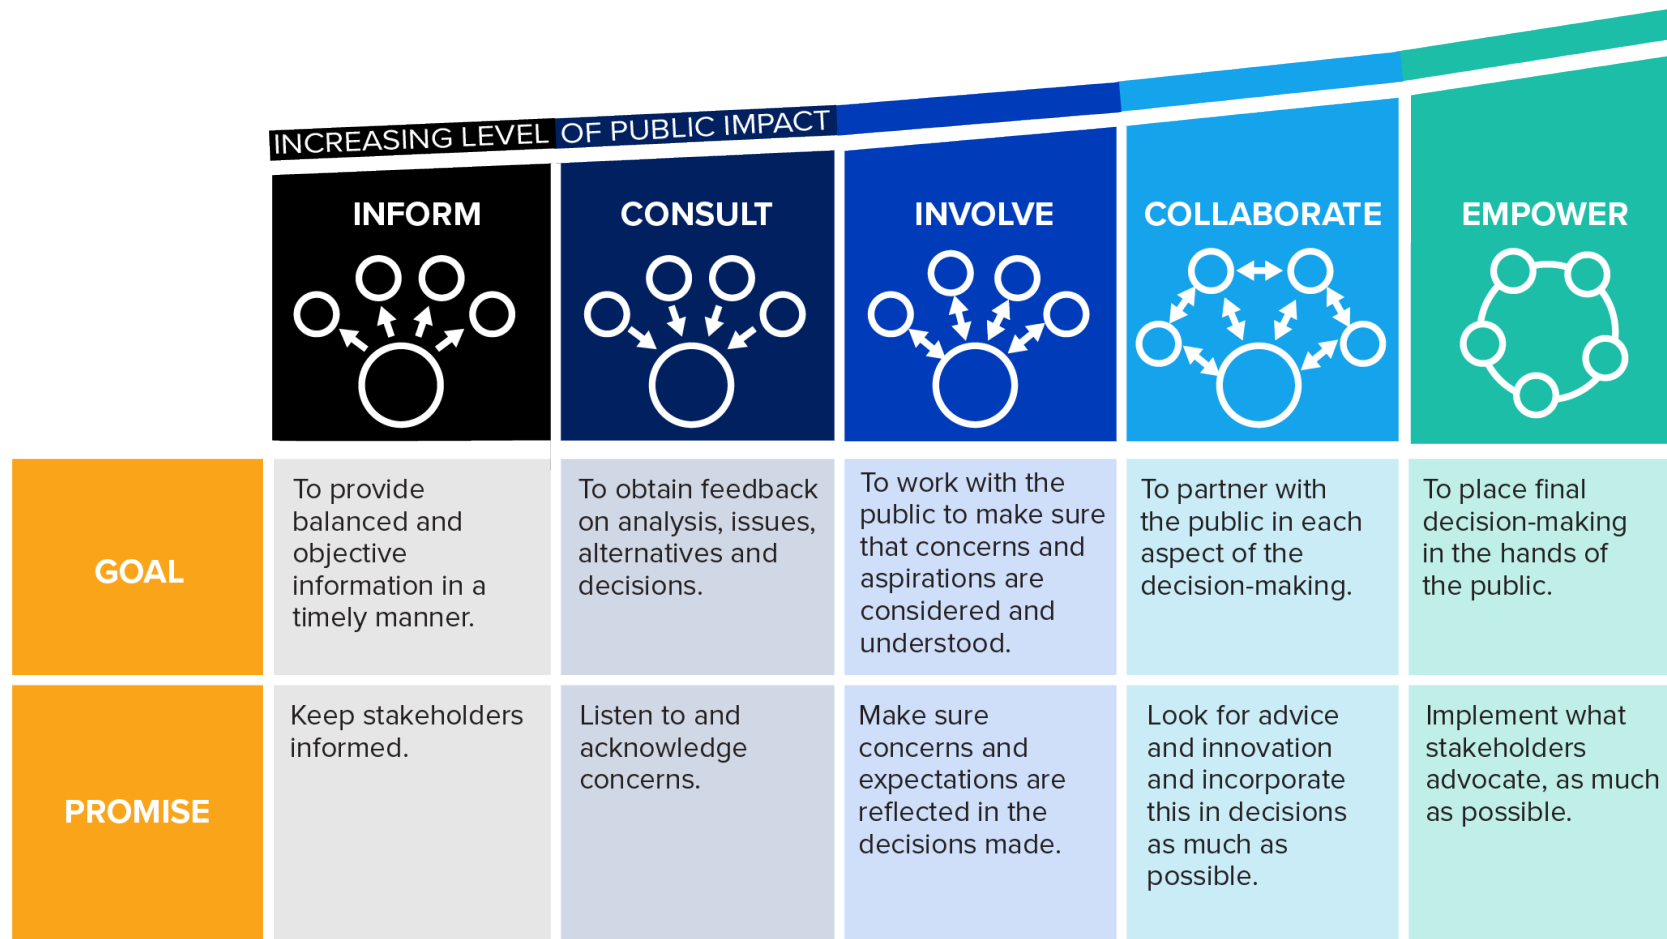 INCREASING LEVEL OF PUBLIC IMPACT
INFORM
CONSULT
INVOLVE
COLLABORATE
EMPOWER
GOAL
To provide
balanced and
objective
information in a
timely manner.
To obtain feedback
on analysis, issues,
alternatives and
decisions.
To work with the
public to make sure
that concerns and
aspirations are
considered and
understood.
To partner with
the public in each
aspect of the
decision-making.
To place final
decision-making
in the hands of
the public.
PROMISE
Keep stakeholders
informed.
Listen to and
acknowledge
concerns.
Make sure
concerns and
expectations are
reflected in the
decisions made.
Look for advice
and innovation
and incorporate
this in decisions
as much as
possible.
Implement what
stakeholders
advocate, as much
as possible.